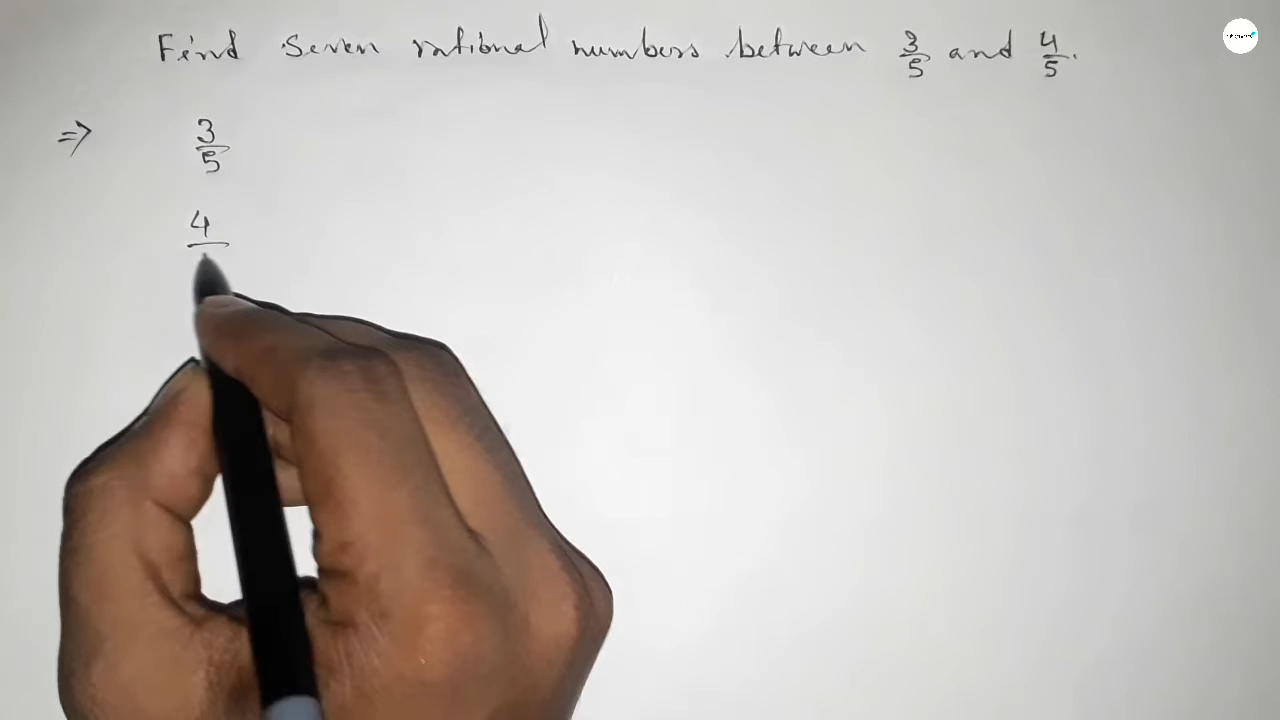 Find seven rational numbers between 3/5 and 4/5.
⇒ 3/5
4/